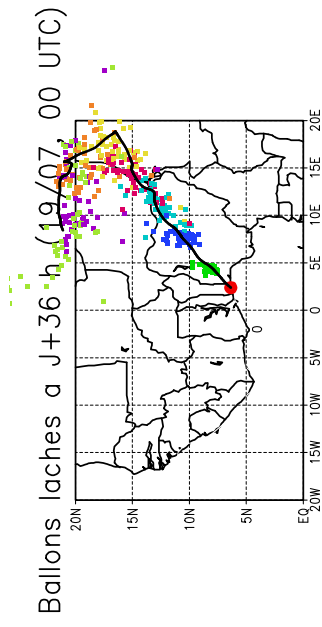 Ballons laches a J+36 h (19/07, 00 UTC)
20N
15N
10N
5N
EQ
20W
15W
10W
5W
0
5E
10E
15E
20E
0